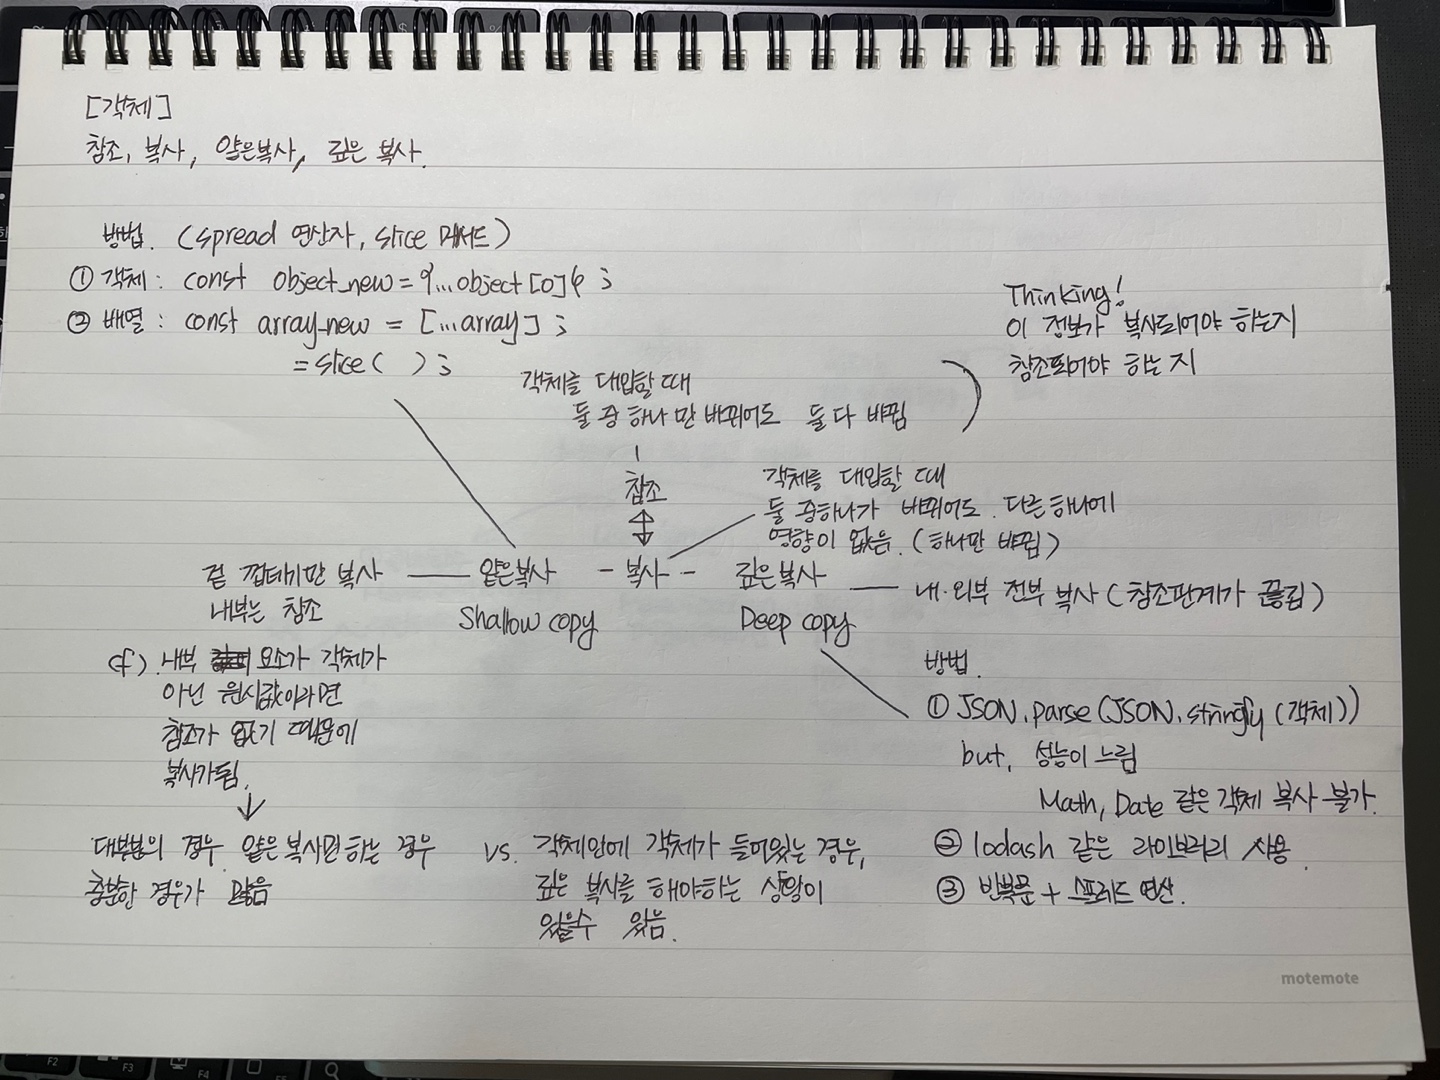 [객체]
참조, 복사, 얕은복사, 깊은 복사.
방법. (spread 연산자, slice 메서드)
① 객체 : const object_new = {...object[0]} ;
② 배열 : const array_new = [...array] ;
= slice ( ) ;
Thinking!
이 정보가 복사되어야 하는지
참조되어야 하는지
객체를 대입할 때
둘 중 하나만 바뀌어도 둘 다 바뀜
참조
객체를 대입할 때
둘 중하나가 바뀌어도 다른하나에
영향이 없음. (하나만 바뀜)
겉 껍데기만 복사
내부는 참조
얕은복사
Shallow copy
복사
깊은복사
Deep copy
내·외부 전부 복사 (참조관계가 끊김)
cf). 내부 요소가 객체가
아닌 원시값이라면
참조가 없기 때문에
복사가됨.
대부분의 경우 얕은복사만 하는 경우
충분한 경우가 많음
vs. 객체안에 객체가 들어있는 경우,
깊은 복사를 해야하는 상황이
있을수 있음.
방법.
① JSON.parse(JSON.stringify(객체))
but, 성능이 느림
Math, Date 같은 객체 복사 불가.
② lodash 같은 라이브러리 사용.
③ 반복문 + 스프레드 연산.
motemote
F2
F3
F4